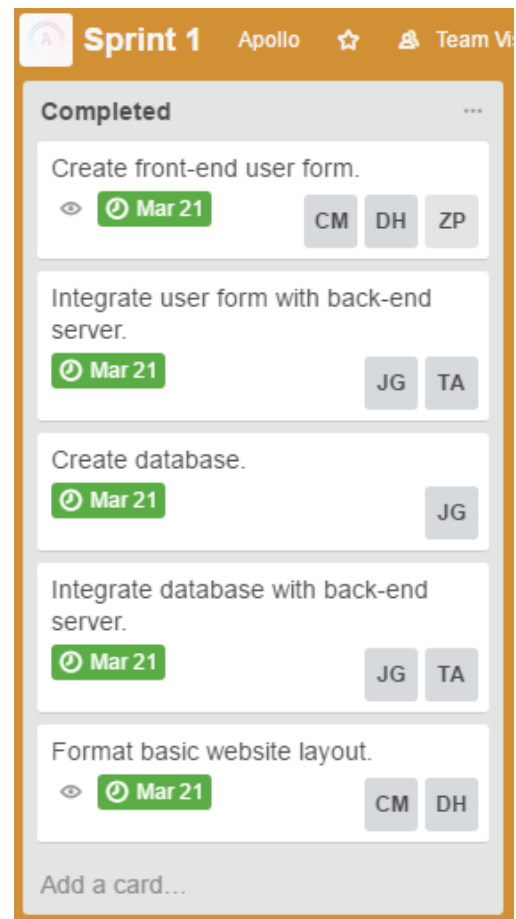 A Sprint 1 Apollo Team Vis
Completed ...
Create front-end user form.
Mar 21 CM DH ZP
Integrate user form with back-end
server.
Mar 21 JG TA
Create database.
Mar 21 JG
Integrate database with back-end
server.
Mar 21 JG TA
Format basic website layout.
Mar 21 CM DH
Add a card...